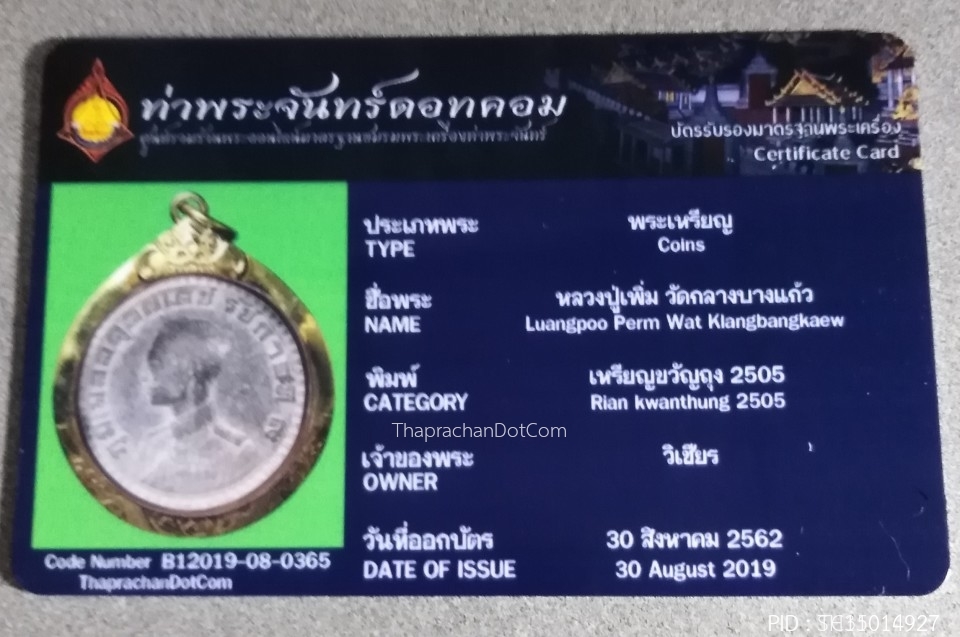 ท่าพระจันทร์ดอทคอม
บัตรรับรองมาตรฐานพระเครื่อง
Certificate Card
ประเภทพระ พระเหรียญ
TYPE Coins
ชื่อพระ หลวงปู่เพิ่ม วัดกลางบางแก้ว
NAME Luangpoo Perm Wat Klangbangkaew
พิมพ์ เหรียญขวัญถุง 2505
CATEGORY Rian kwanthung 2505
ThaprachanDotCom
เจ้าของพระ วิเชียร
OWNER
วันที่ออกบัตร 30 สิงหาคม 2562
DATE OF ISSUE 30 August 2019
Code Number B12019-08-0365
ThaprachanDotCom
PID :